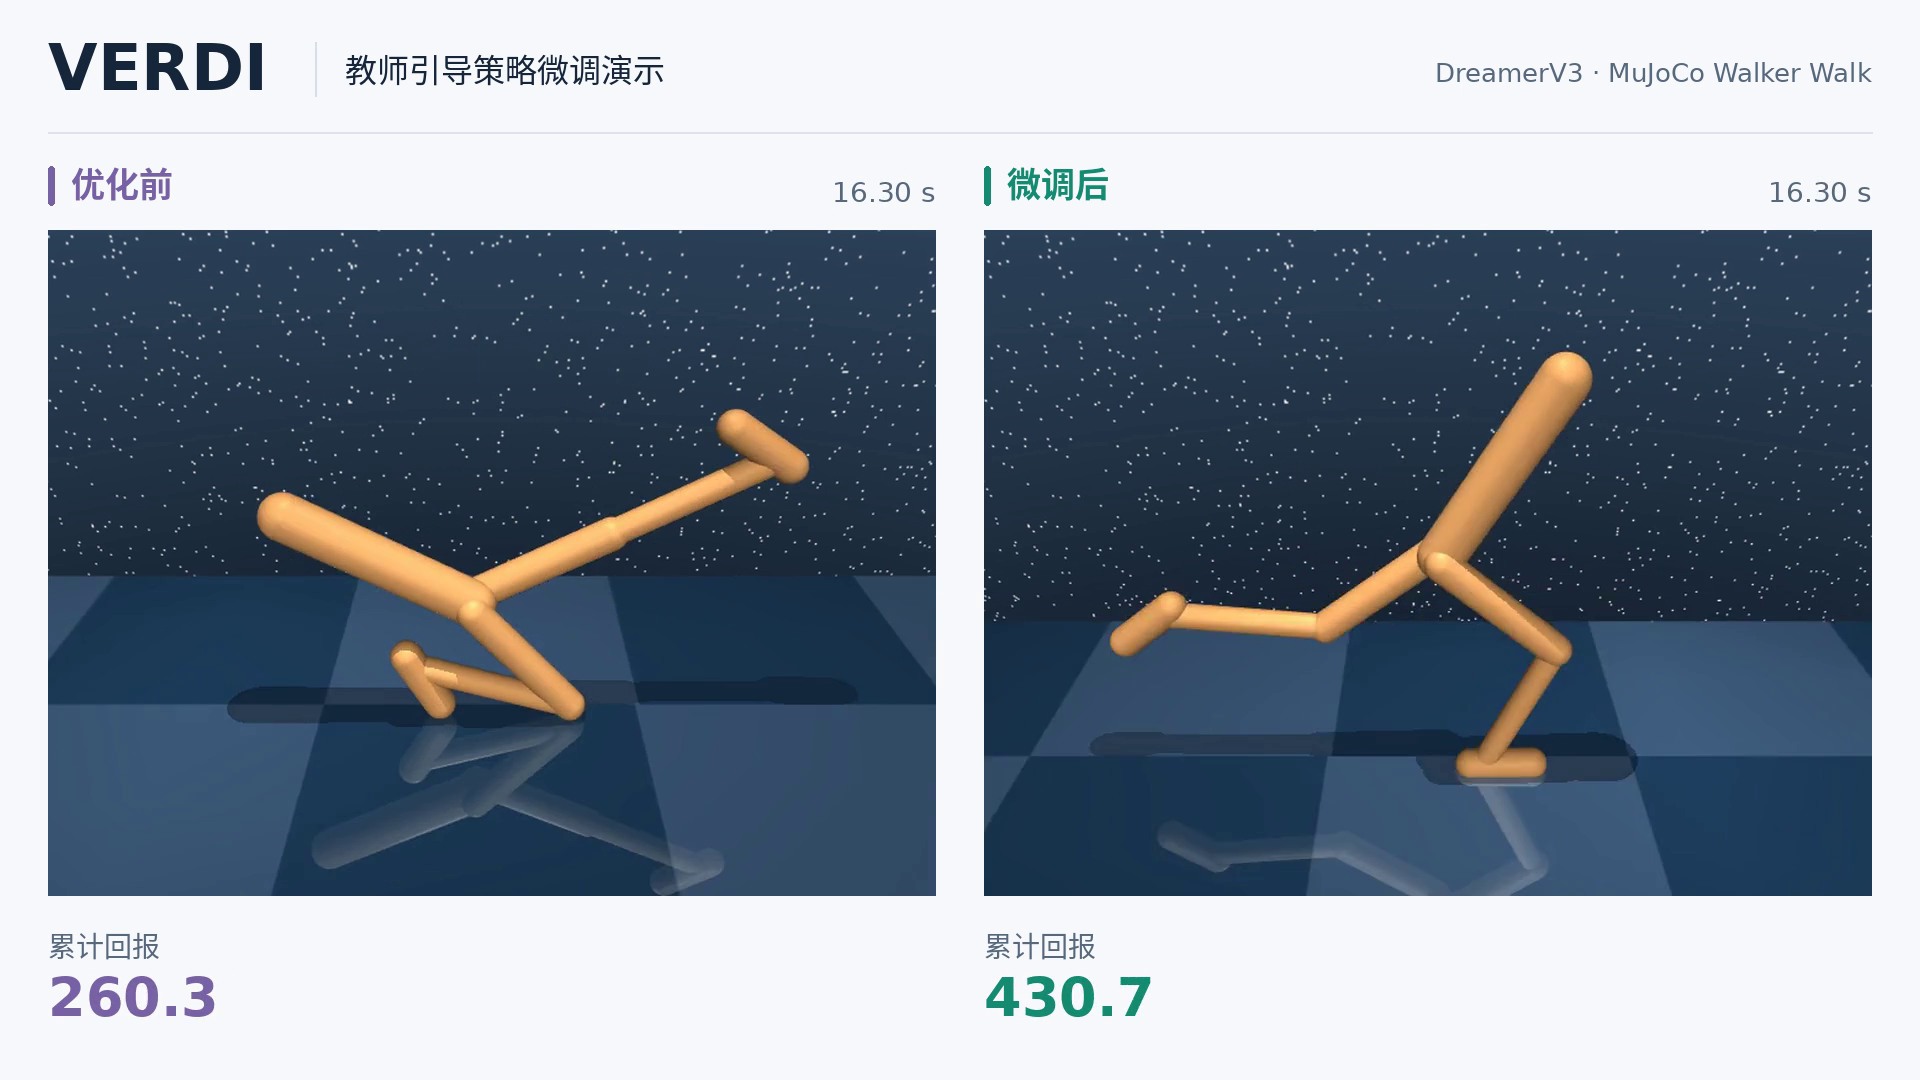 VERDI
教师引导策略微调演示
DreamerV3 · MuJoCo Walker Walk
优化前
16.30 s
微调后
16.30 s
累计回报
260.3
累计回报
430.7